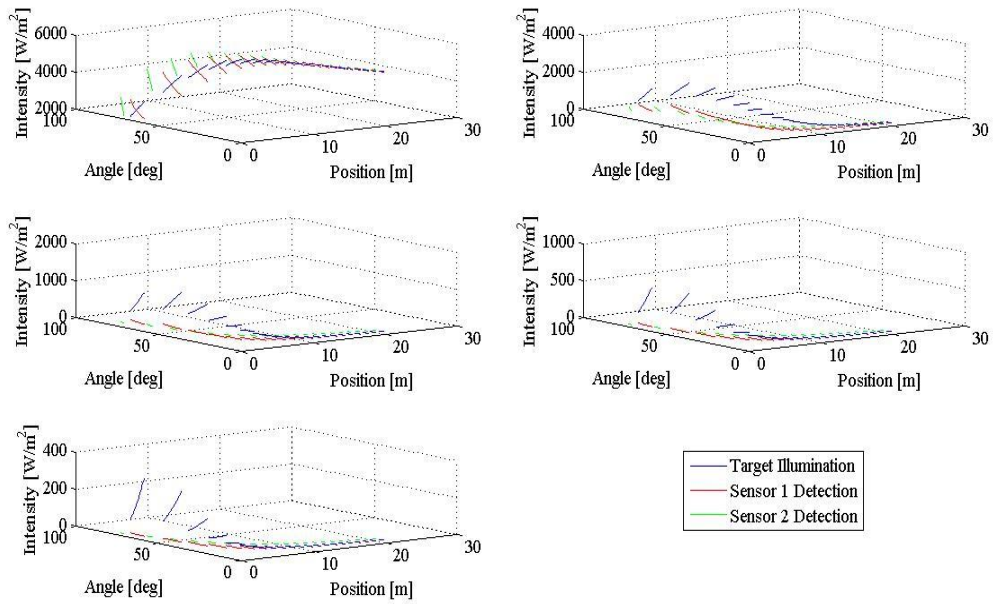 Intensity [W/m²]
6000
4000
2000
100
50
0
Angle [deg]
0
10
20
30
Position [m]
Intensity [W/m²]
4000
2000
0
100
50
0
Angle [deg]
0
10
20
30
Position [m]
Intensity [W/m²]
2000
1000
0
100
50
0
Angle [deg]
0
10
20
30
Position [m]
Intensity [W/m²]
1000
500
0
100
50
0
Angle [deg]
0
10
20
30
Position [m]
Intensity [W/m²]
400
200
0
100
50
0
Angle [deg]
0
10
20
30
Position [m]
Target Illumination
Sensor 1 Detection
Sensor 2 Detection